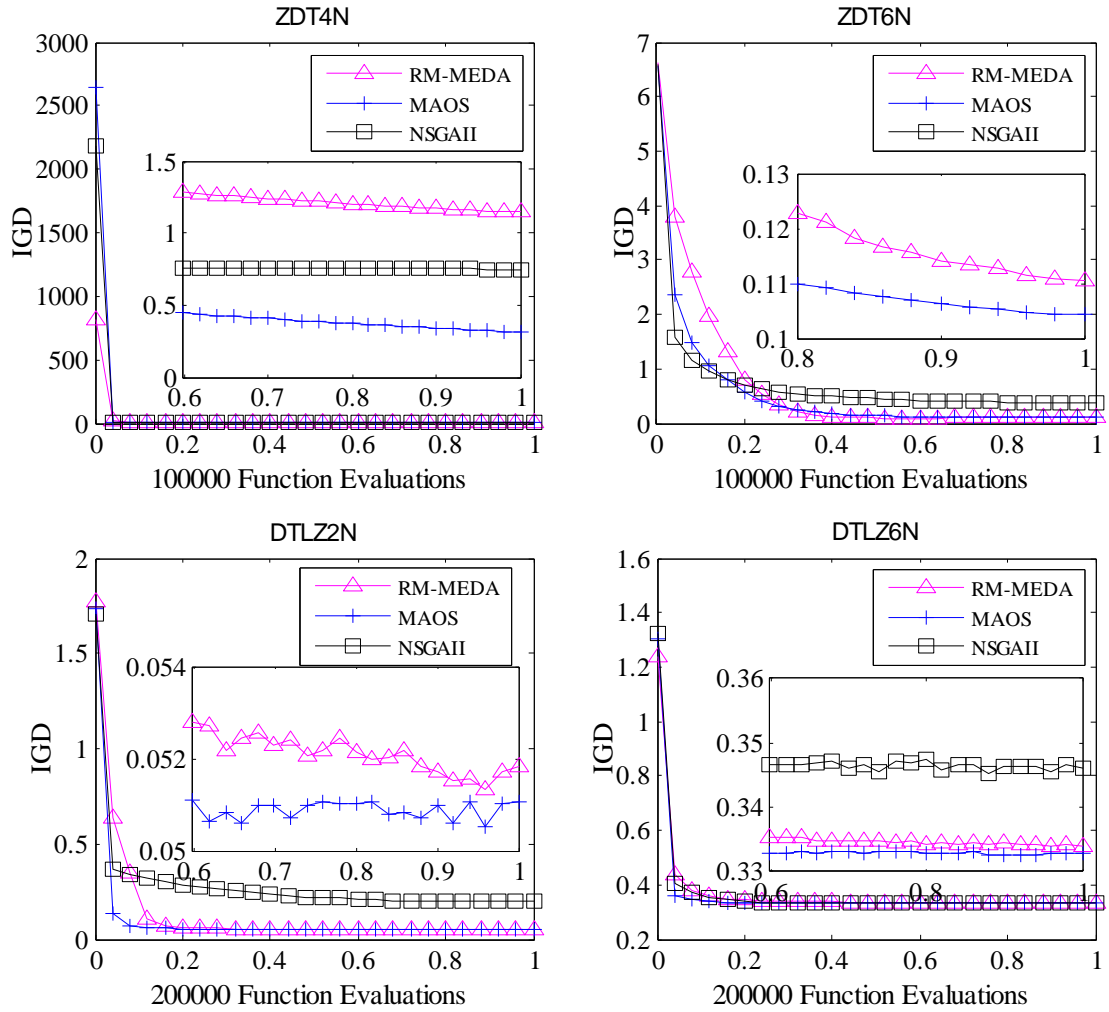 ZDT4N
3000
2500
2000
1500
1000
500
0
IGD
RM-MEDA
MAOS
NSGAII
1.5
1
0.5
0
0.6 0.7 0.8 0.9 1
0 0.2 0.4 0.6 0.8 1
100000 Function Evaluations
ZDT6N
7
6
5
4
3
2
1
0
IGD
RM-MEDA
MAOS
NSGAII
0.13
0.12
0.11
0.1
0.8 0.9 1
0 0.2 0.4 0.6 0.8 1
100000 Function Evaluations
DTLZ2N
2
1.5
1
0.5
0
IGD
RM-MEDA
MAOS
NSGAII
0.054
0.052
0.05
0.6 0.7 0.8 0.9 1
0 0.2 0.4 0.6 0.8 1
200000 Function Evaluations
DTLZ6N
1.6
1.4
1.2
1
0.8
0.6
0.4
0.2
IGD
RM-MEDA
MAOS
NSGAII
0.36
0.35
0.34
0.33
0.6 0.8 1
0 0.2 0.4 0.6 0.8 1
200000 Function Evaluations